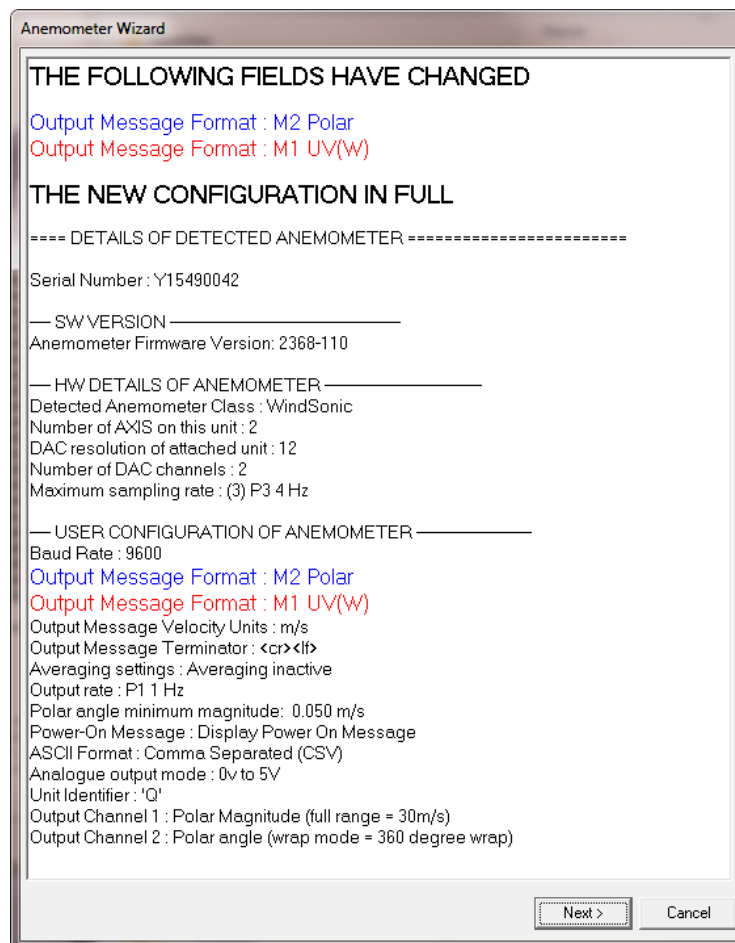 Anemometer Wizard
THE FOLLOWING FIELDS HAVE CHANGED
Output Message Format : M2 Polar
Output Message Format : M1 UV(W)
THE NEW CONFIGURATION IN FULL
==== DETAILS OF DETECTED ANEMOMETER ========================
Serial Number : Y15490042
— SW VERSION ——————————
Anemometer Firmware Version: 2368-110
— HW DETAILS OF ANEMOMETER ———————
Detected Anemometer Class : WindSonic
Number of AXIS on this unit : 2
DAC resolution of attached unit : 12
Number of DAC channels : 2
Maximum sampling rate : (3) P3 4 Hz
— USER CONFIGURATION OF ANEMOMETER —————
Baud Rate : 9600
Output Message Format : M2 Polar
Output Message Format : M1 UV(W)
Output Message Velocity Units : m/s
Output Message Terminator : <cr><lf>
Averaging settings : Averaging inactive
Output rate : P1 1 Hz
Polar angle minimum magnitude: 0.050 m/s
Power-On Message : Display Power On Message
ASCII Format : Comma Separated (CSV)
Analogue output mode : 0v to 5V
Unit Identifier : 'Q'
Output Channel 1 : Polar Magnitude (full range = 30m/s)
Output Channel 2 : Polar angle (wrap mode = 360 degree wrap)
Next >
Cancel